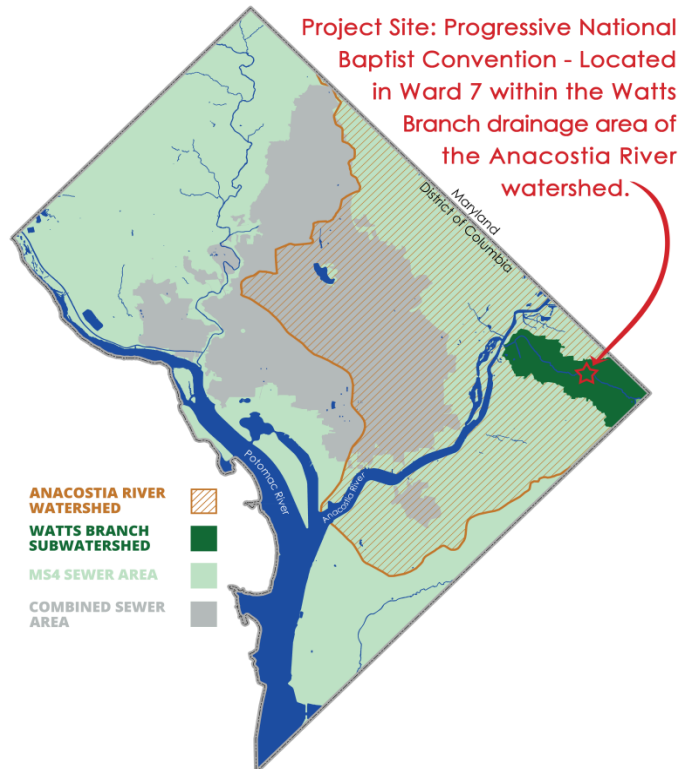 Project Site: Progressive National
Baptist Convention - Located
in Ward 7 within the Watts
Branch drainage area of
the Anacostia River
watershed.
Maryland
District of Columbia
Potomac River
Anacostia River
ANACOSTIA RIVER
WATERSHED
WATTS BRANCH
SUBWATERSHED
MS4 SEWER AREA
COMBINED SEWER
AREA